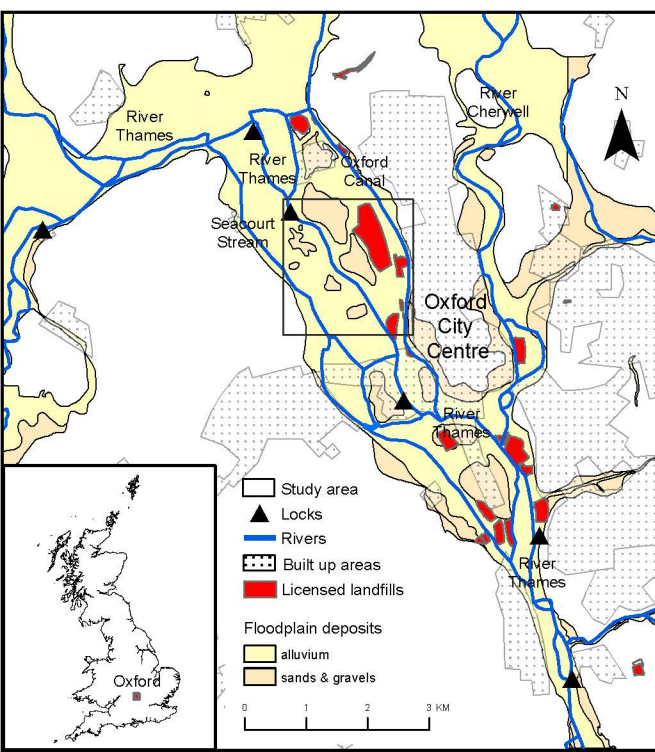 River
Thames
River
Cherwell
N
River
Thames
Oxford
Canal
Seacourt
Stream
Oxford
City
Centre
River
Thames
River
Thames
Study area
Locks
Rivers
Built up areas
Licensed landfills
Floodplain deposits
alluvium
sands & gravels
0 1 2 3 KM
Oxford